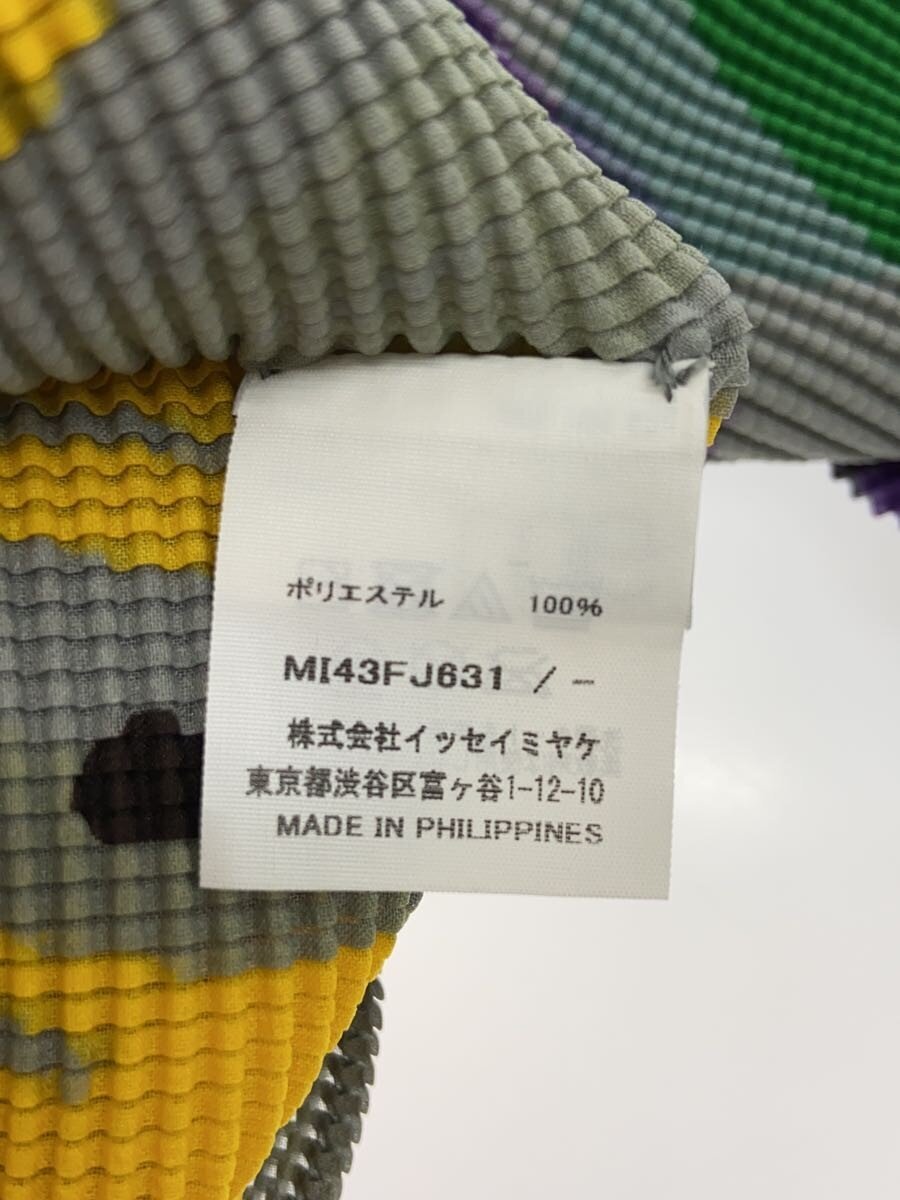 ポリエステル 100%
MI43FJ631 / -
株式会社イッセイミヤケ
東京都渋谷区富ヶ谷1-12-10
MADE IN PHILIPPINES